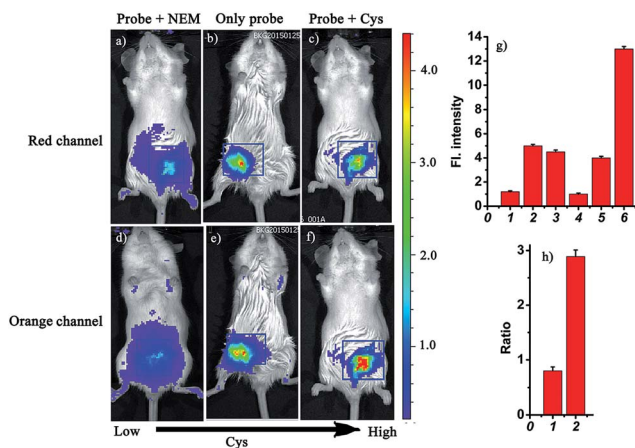 Probe + NEM Only probe Probe + Cys
a) b) BKG20150125 c)
Red channel
d) e) BKG20150125 f)
Orange channel
Low Cys High
4.0
3.0
2.0
1.0
g)
Fl. intensity
14
12
10
8
6
4
2
0
0 1 2 3 4 5 6
h)
Ratio
3
2
1
0
0 1 2